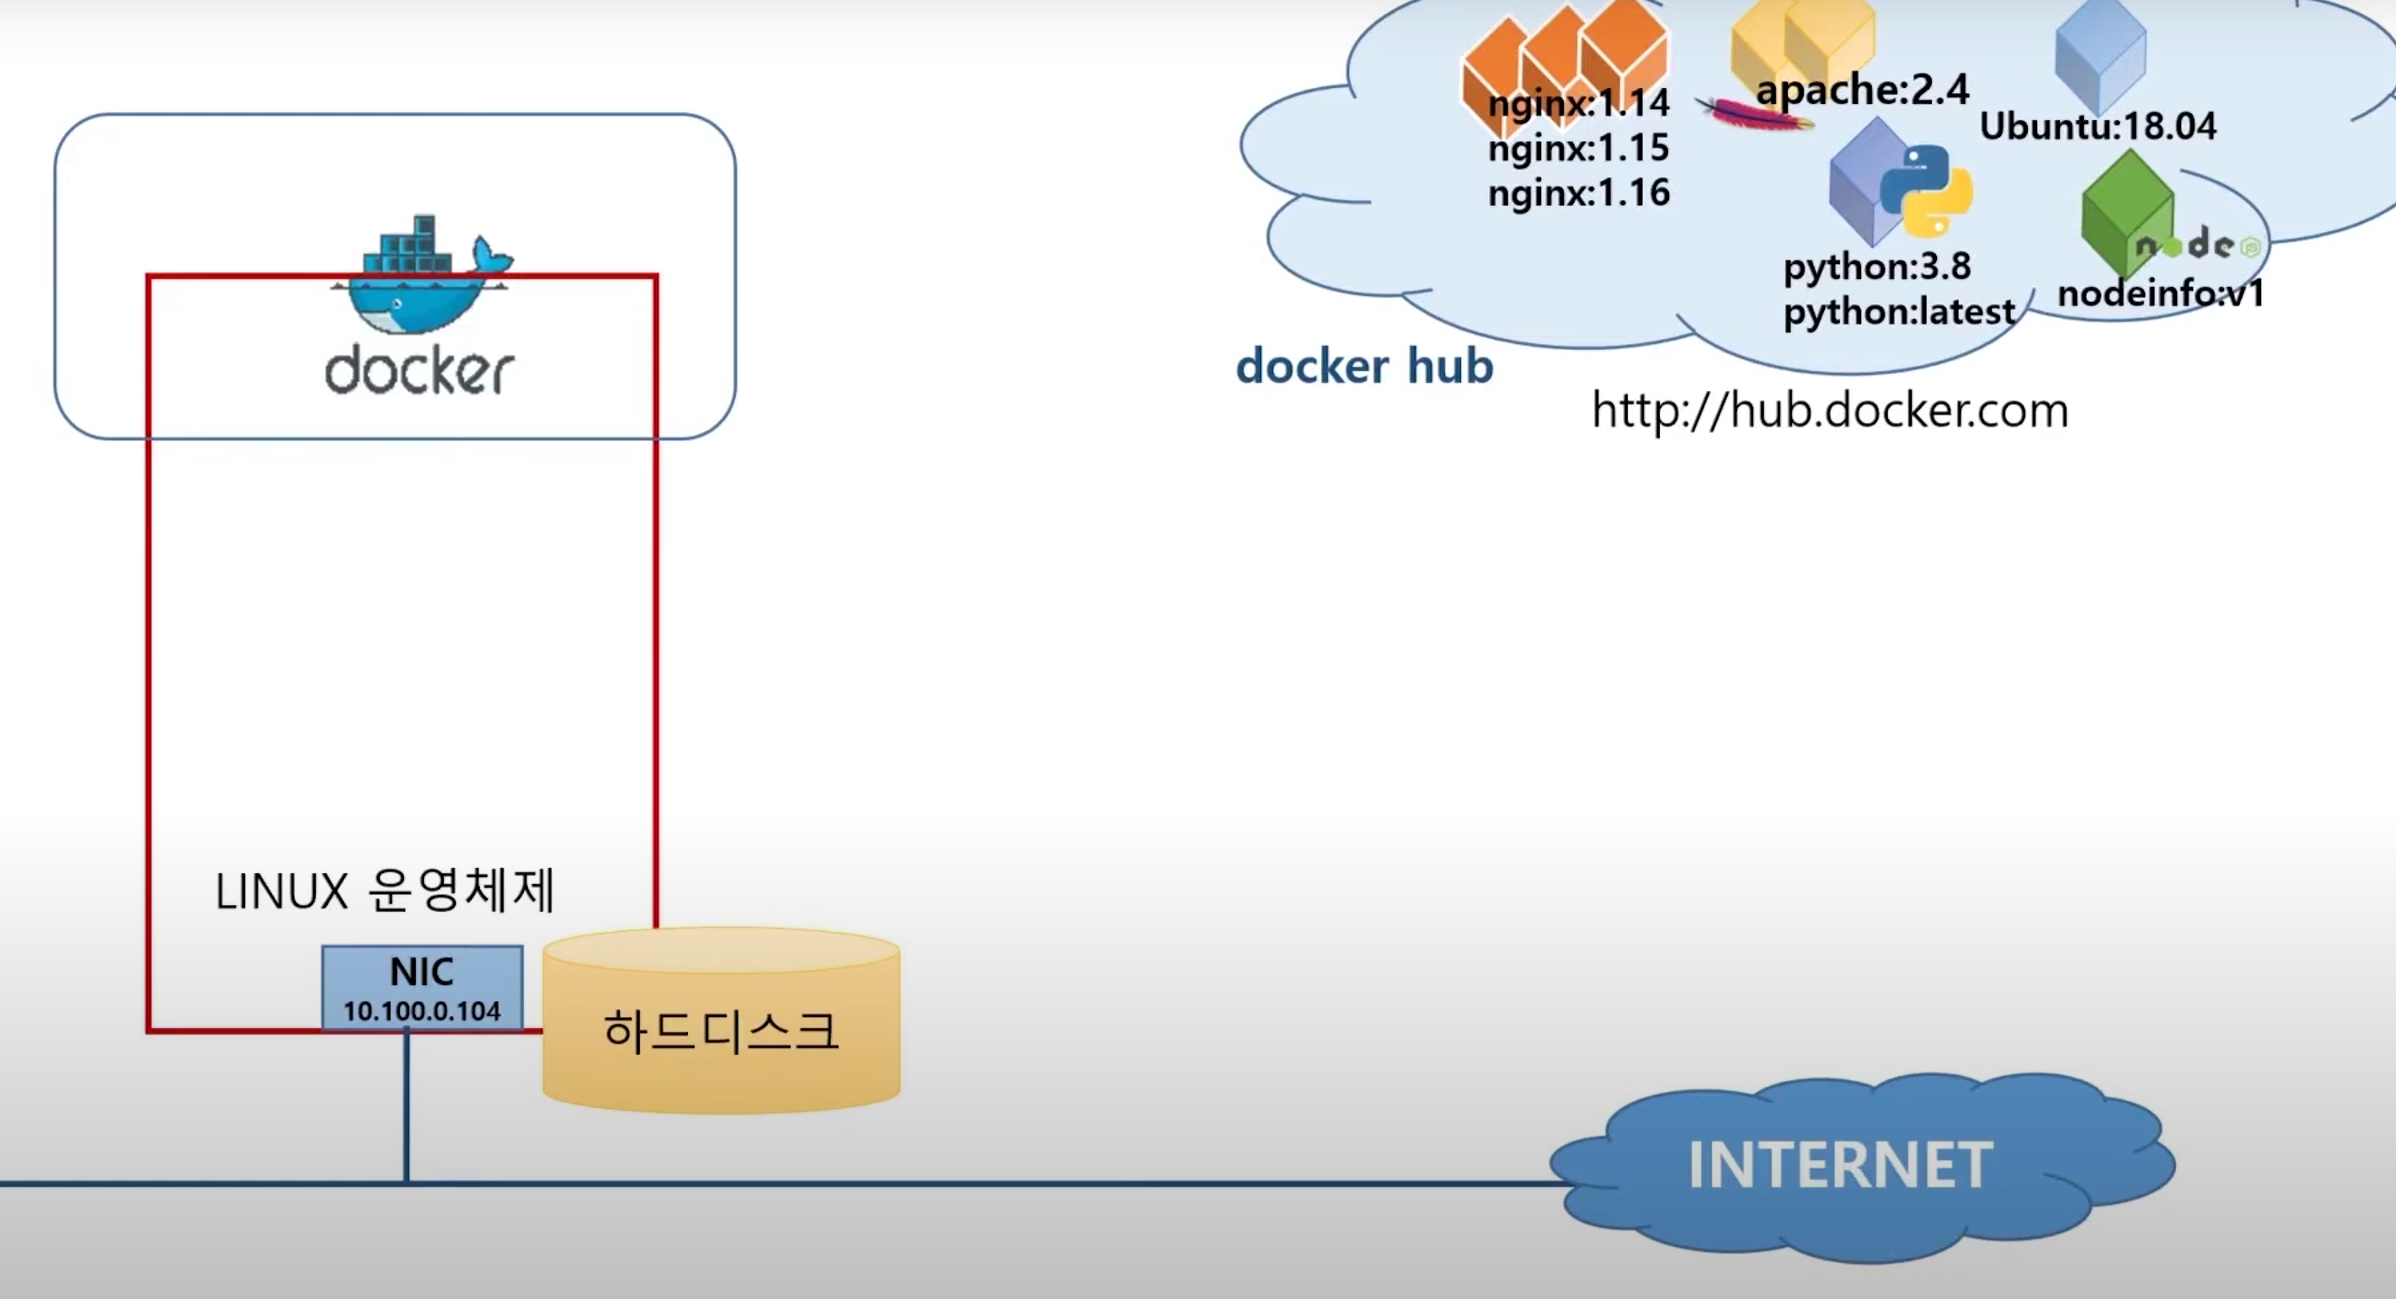 nginx:1.14
nginx:1.15
nginx:1.16
apache:2.4
Ubuntu:18.04
python:3.8
python:latest
node
JS
nodeinfo:v1
docker hub
http://hub.docker.com
docker
LINUX 운영체제
NIC
10.100.0.104
하드디스크
INTERNET